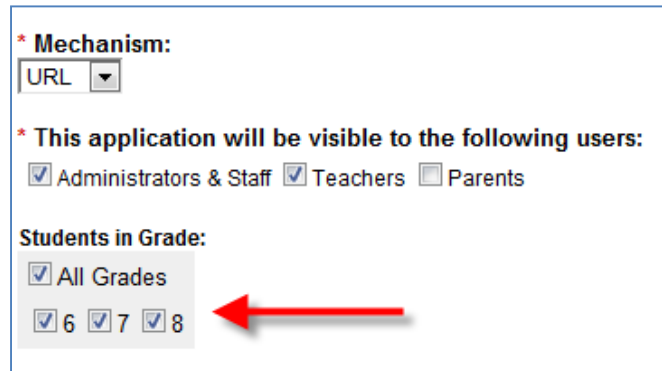 * Mechanism:
URL
* This application will be visible to the following users:
Administrators & Staff Teachers Parents
Students in Grade:
All Grades
6 7 8